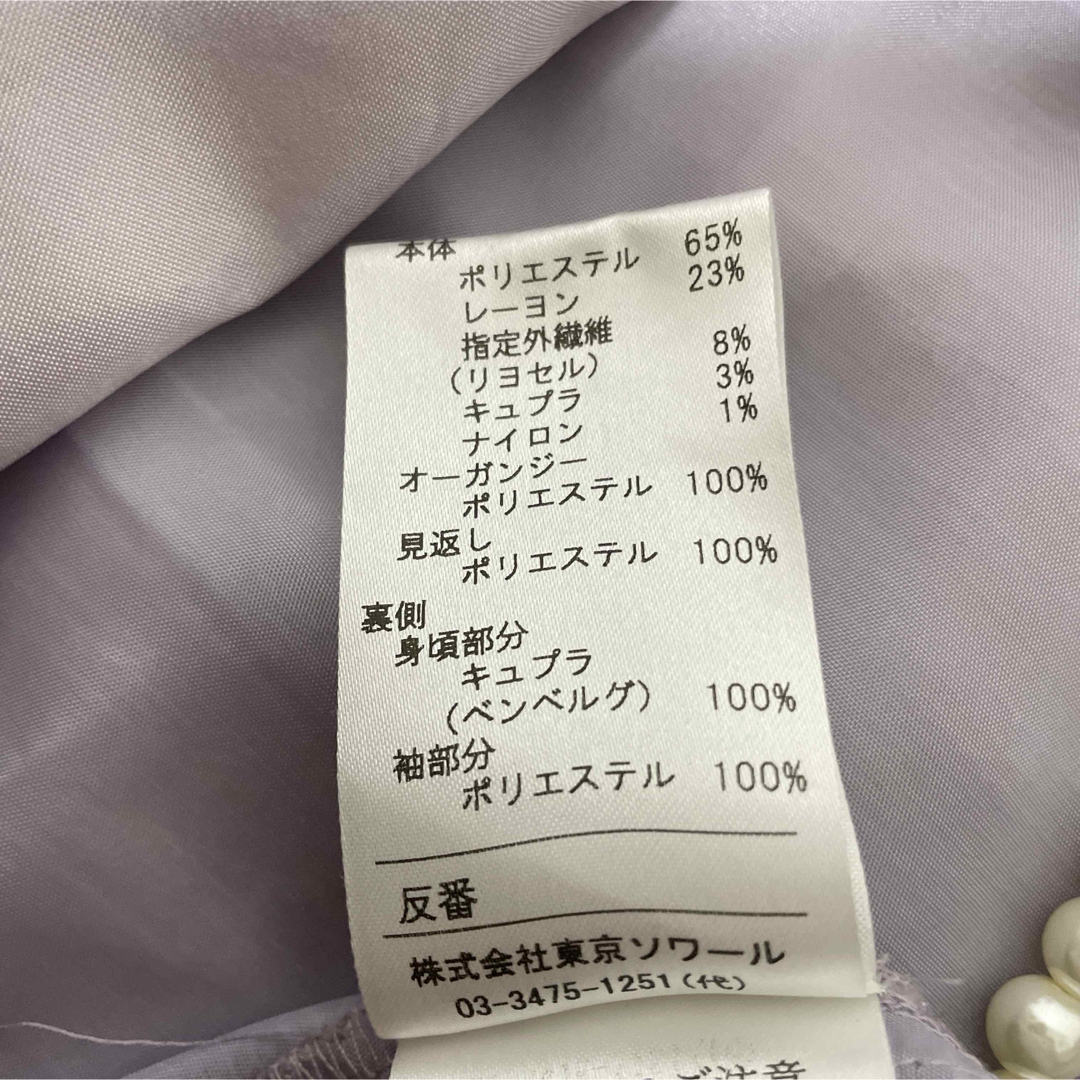 本体
ポリエステル 65%
レーヨン 23%
指定外繊維
(リヨセル) 8%
キュプラ 3%
ナイロン 1%
オーガンジー
ポリエステル 100%
見返し
ポリエステル 100%
裏側
身頃部分
キュプラ
(ベンベルグ) 100%
袖部分
ポリエステル 100%
反番
株式会社東京ソワール
03-3475-1251(代)
ご注意